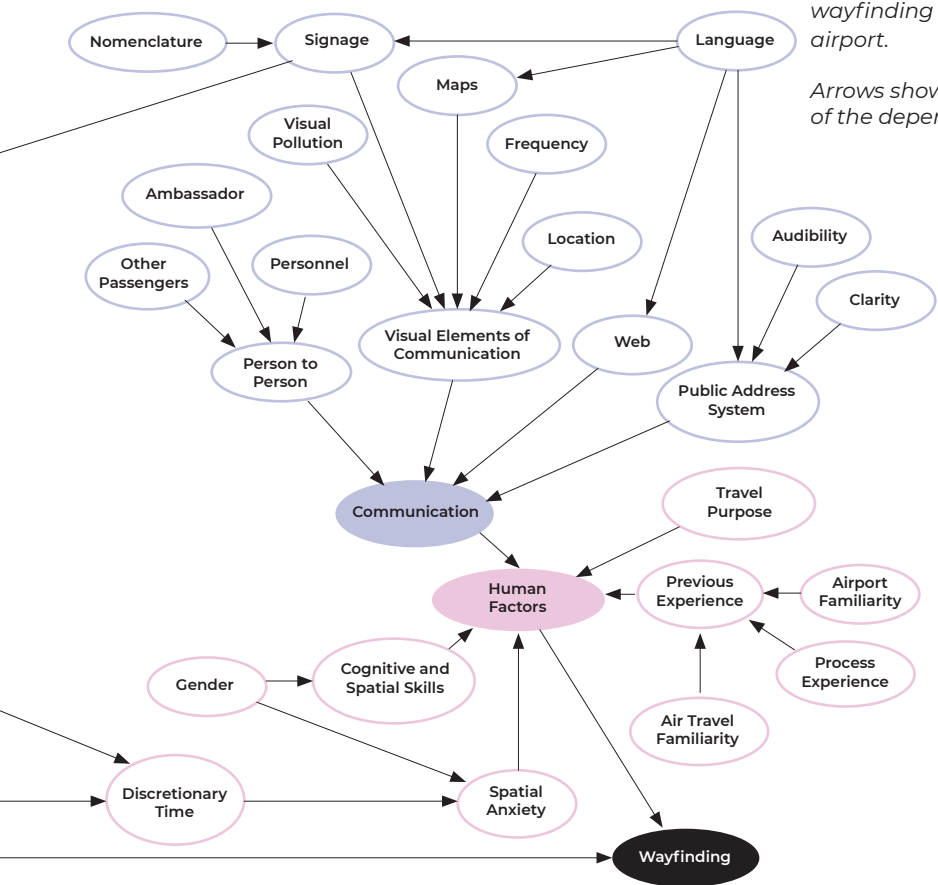 wayfinding
airport.
Arrows show
of the depen
Nomenclature
Signage
Language
Maps
Visual
Pollution
Frequency
Ambassador
Location
Audibility
Other
Passengers
Personnel
Clarity
Visual Elements of
Communication
Web
Person to
Person
Public Address
System
Communication
Travel
Purpose
Human
Factors
Previous
Experience
Airport
Familiarity
Cognitive and
Spatial Skills
Gender
Process
Experience
Air Travel
Familiarity
Discretionary
Time
Spatial
Anxiety
Wayfinding